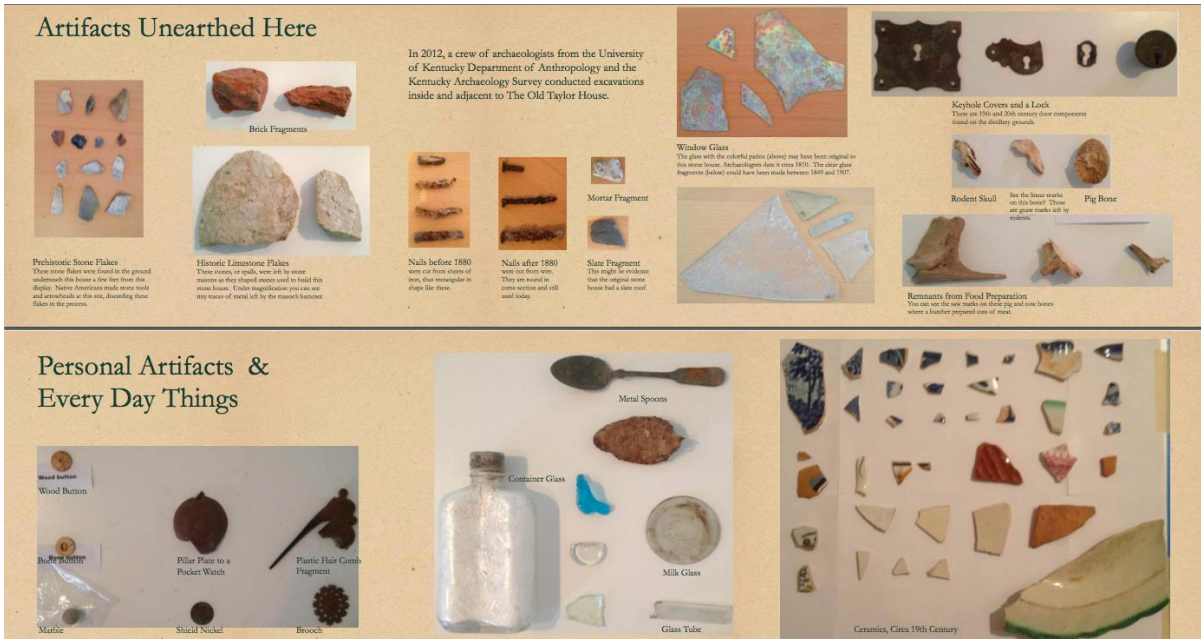 Artifacts Unearthed Here
In 2012, a crew of archaeologists from the University
of Kentucky Department of Anthropology and the
Kentucky Archaeology Survey conducted excavations
inside and adjacent to The Old Taylor House.
Prehistoric Stone Flakes
These stone flakes were found in the ground
underneath this house a few feet from this
display. Native Americans made stone tools
and arrowheads at this site, discarding these
flakes in the process.
Brick Fragments
Historic Limestone Flakes
These stones, or spalls, were left by stone
masons as they shaped stones used to build this
stone house. Under magnification you can see
tiny traces of metal left by the mason's hammer.
Nails before 1880
were cut from sheets of
iron, thus rectangular in
shape like these.
Nails after 1880
were cut from wire.
They are round in
cross-section and still
used today.
Mortar Fragment
Slate Fragment
This might be evidence
that the original stone
house had a slate roof.
Window Glass
The glass with the colorful patina (above) may have been original to
this stone house. Archaeologists date it circa 1810. The clear glass
fragments (below) could have been made between 1849 and 1907.
Keyhole Covers and a Lock
These are 19th and 20th century door components
found on the distillery grounds.
Rodent Skull
See the linear marks
on this bone? Those
are gnaw marks left by
rodents.
Pig Bone
Remnants from Food Preparation
You can see the saw marks on these pig and cow bones
where a butcher prepared cuts of meat.
Personal Artifacts &
Every Day Things
Wood button
Wood Button
Bone button
Bone Button
Marble
Pillar Plate to a
Pocket Watch
Shield Nickel
Plastic Hair Comb
Fragment
Brooch
Metal Spoons
Container Glass
Milk Glass
Glass Tube
Ceramics, Circa 19th Century